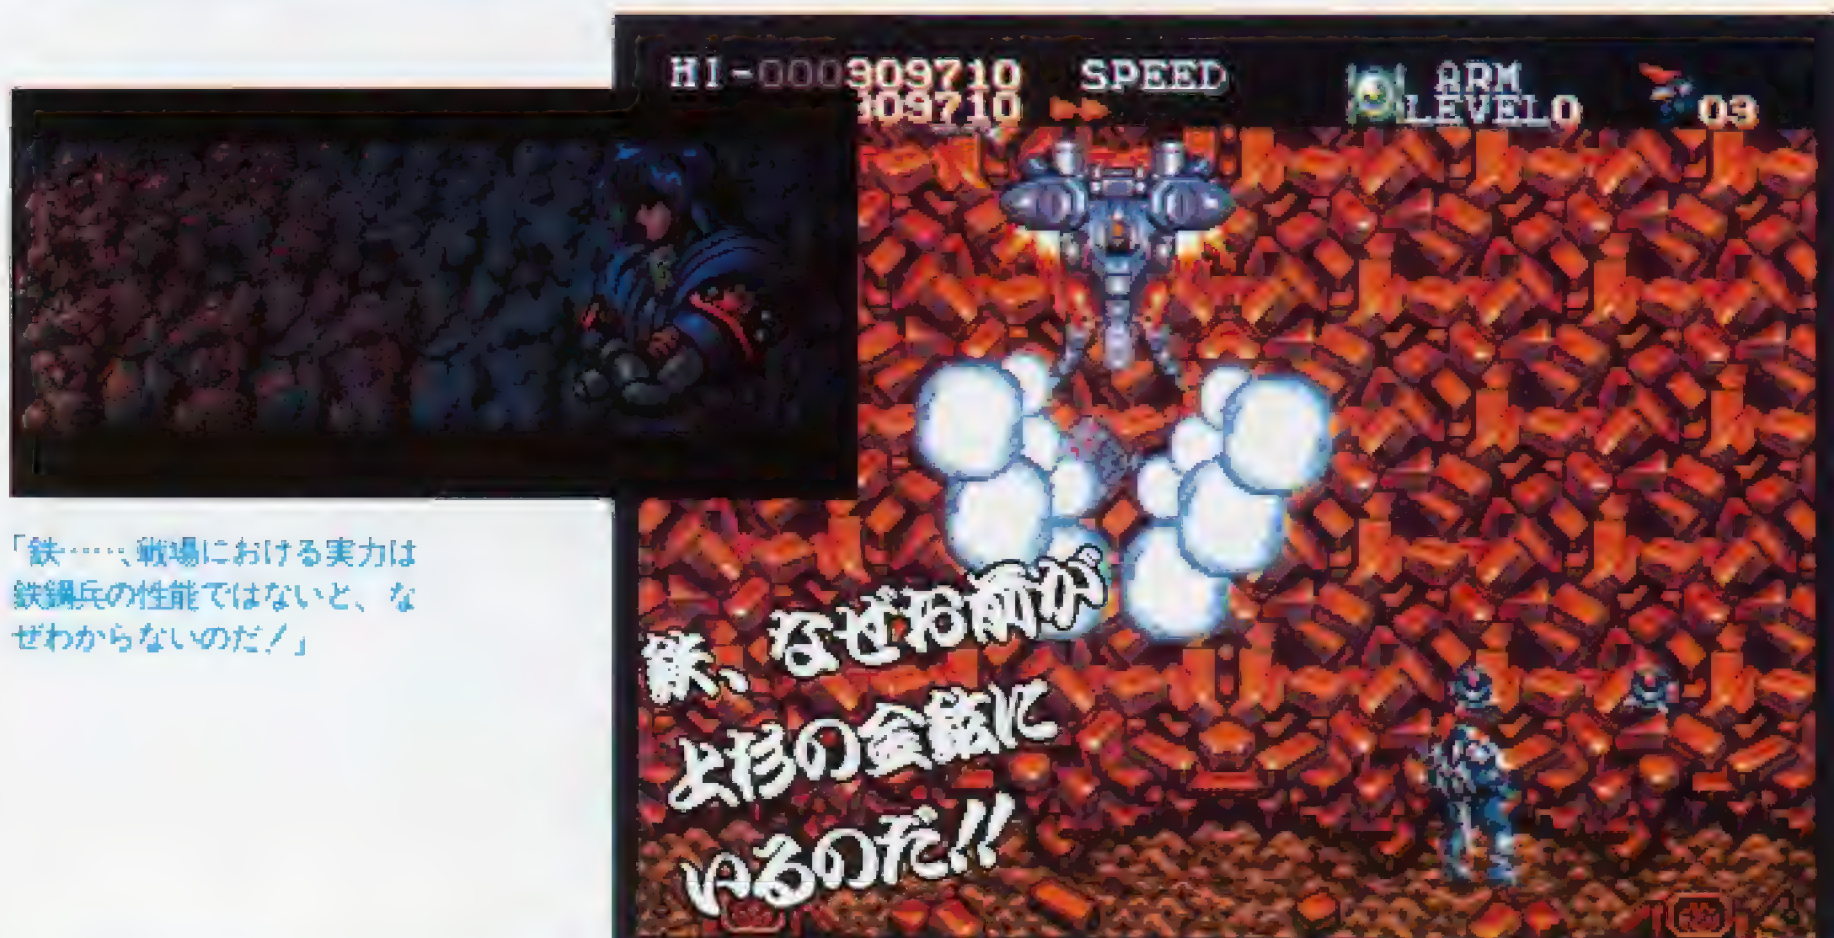 HI-000909710 SPEED ARM 03
909710 LEVEL0
「鉄……、戦場における実力は
鉄鋼兵の性能ではないと、な
ぜわからないのだ!」
鉄、なぜお前が
上杉の金鉱に
いるのだ!!